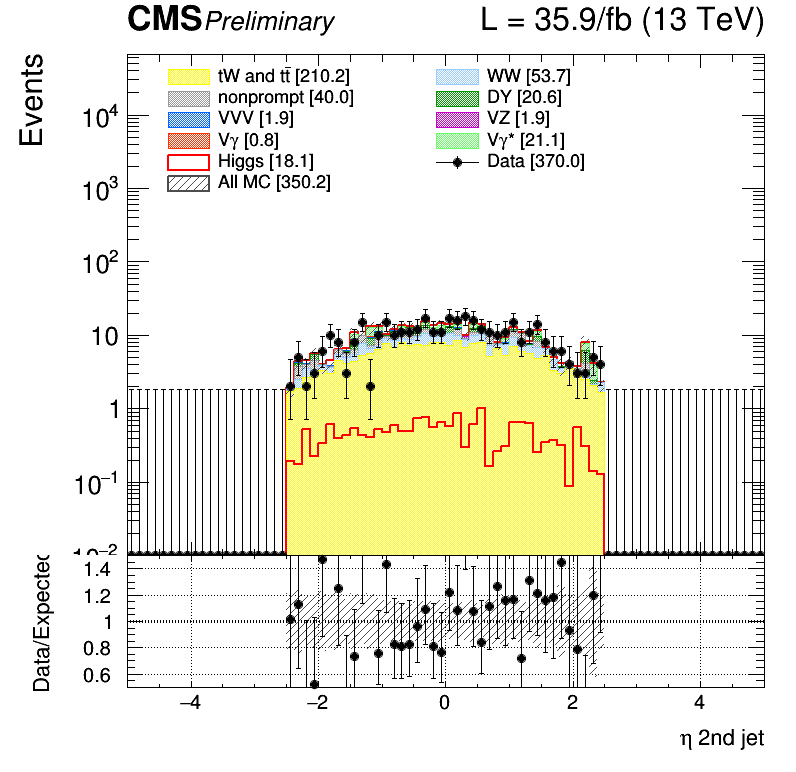 CMS Preliminary L = 35.9/fb (13 TeV)
Events
tW and tt̄ [210.2] WW [53.7]
nonprompt [40.0] DY [20.6]
VVV [1.9] VZ [1.9]
Vγ [0.8] Vγ* [21.1]
Higgs [18.1] Data [370.0]
All MC [350.2]
10⁴
10³
10²
10
1
10⁻¹
10⁻²
Data/Expected
1.4
1.2
1
0.8
0.6
−4 −2 0 2 4
η 2nd jet